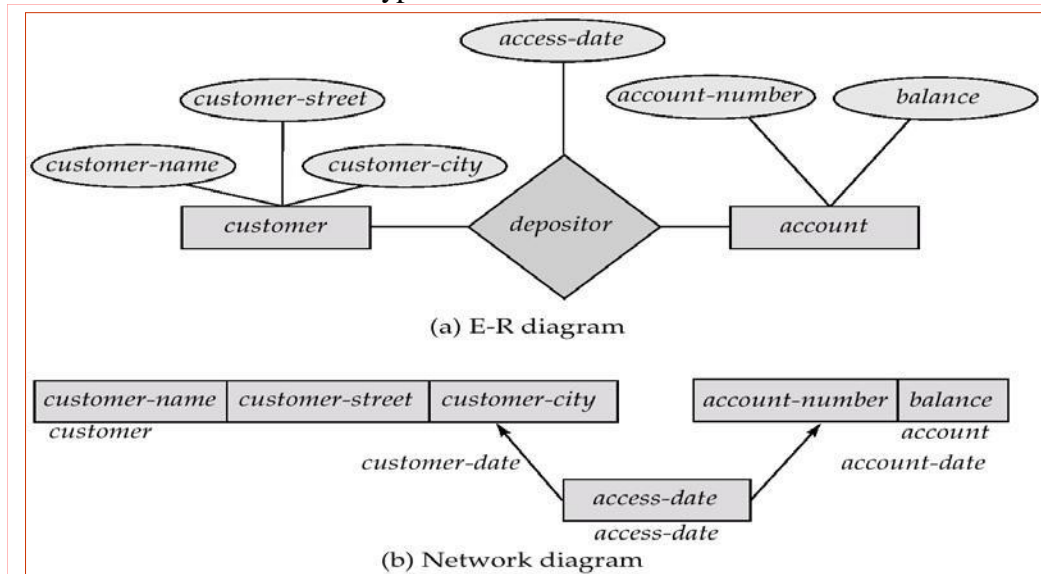 access-date
customer-street
account-number balance
customer-name customer-city
customer depositor account
(a) E-R diagram
customer-name customer-street customer-city account-number balance
customer account
customer-date account-date
access-date
access-date
(b) Network diagram